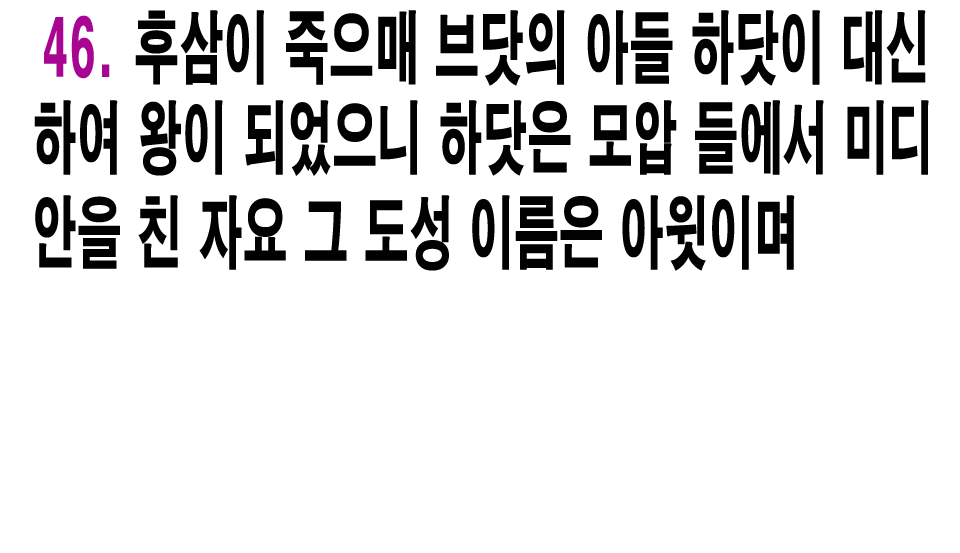 46. 후삼이 죽으매 브닷의 아들 하닷이 대신
하여 왕이 되었으니 하닷은 모압 들에서 미디
안을 친 자요 그 도성 이름은 아윗이며